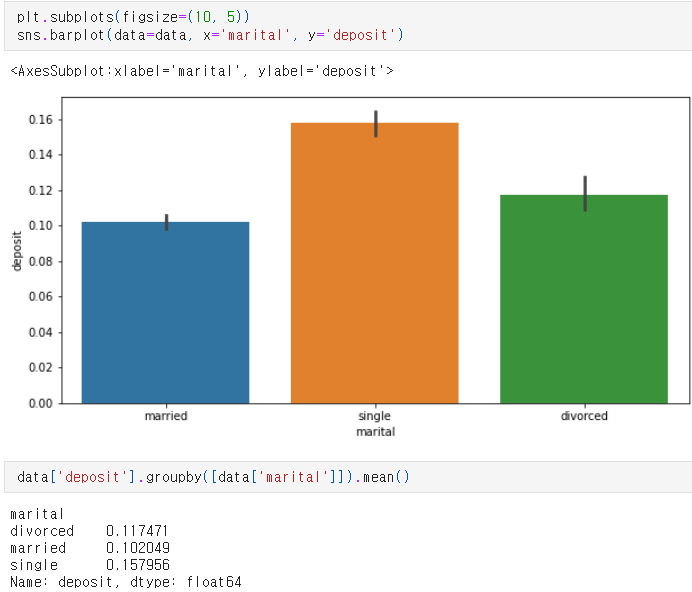 plt.subplots(figsize=(10, 5))
sns.barplot(data=data, x='marital', y='deposit')
<AxesSubplot:xlabel='marital', ylabel='deposit'>
0.16
0.14
0.12
0.10
0.08
0.06
0.04
0.02
0.00
deposit
married single divorced
marital
data['deposit'].groupby([data['marital']]).mean()
marital
divorced 0.117471
married 0.102049
single 0.157956
Name: deposit, dtype: float64